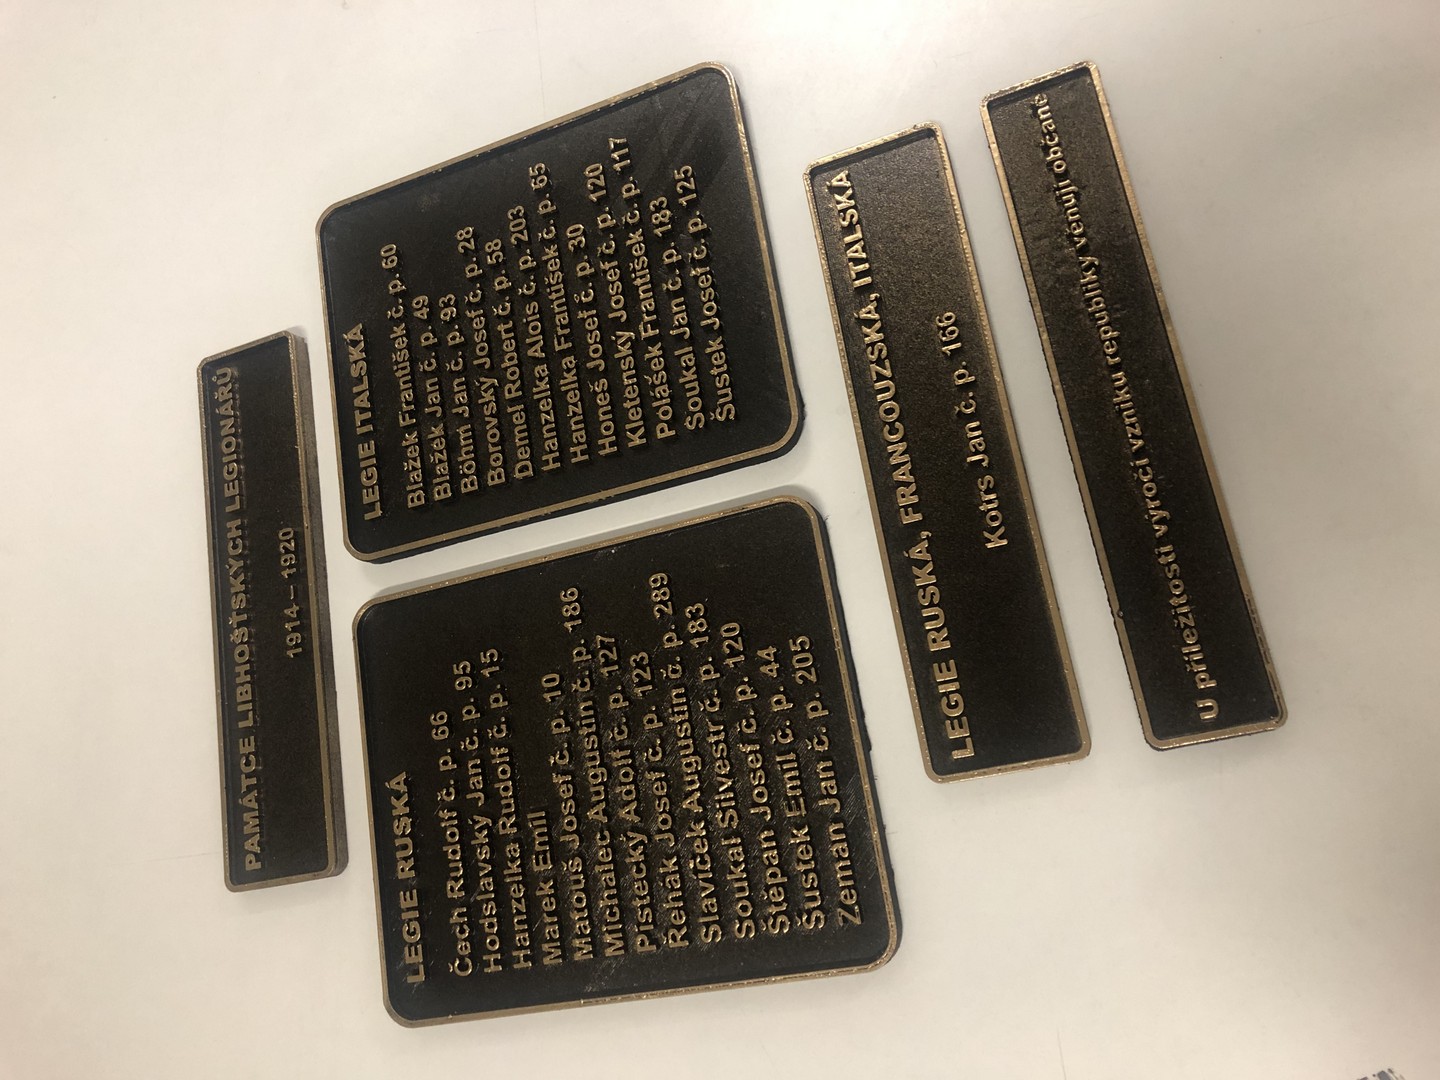 PAMÁTCE LIBHOŠŤSKÝCH LEGIONÁŘŮ
1914 – 1920
LEGIE RUSKÁ
Čech Rudolf č. p. 66
Hodslavský Jan č. p. 95
Hanzelka Rudolf č. p. 15
Marek Emil
Matouš Josef č. p. 10
Michalec Augustin č. p. 186
Pístecký Adolf č. p. 127
Řehák Josef č. p. 123
Slavíček Augustin č. p. 289
Soukal Silvestr č. p. 183
Štěpán Josef č. p. 120
Šustek Emil č. p. 44
Zeman Jan č. p. 205
LEGIE ITALSKÁ
Blažek František č. p. 60
Blažek Jan č. p. 49
Böhm Jan č. p. 93
Borovský Josef č. p. 28
Demel Robert č. p. 58
Hanzelka Alois č. p. 203
Hanzelka František č. p. 65
Honeš Josef č. p. 30
Kletenský Josef č. p. 120
Polášek František č. p. 117
Soukal Jan č. p. 183
Šustek Josef č. p. 125
LEGIE RUSKÁ, FRANCOUZSKÁ, ITALSKÁ
Kotrs Jan č. p. 166
U příležitosti výročí vzniku republiky věnují občané